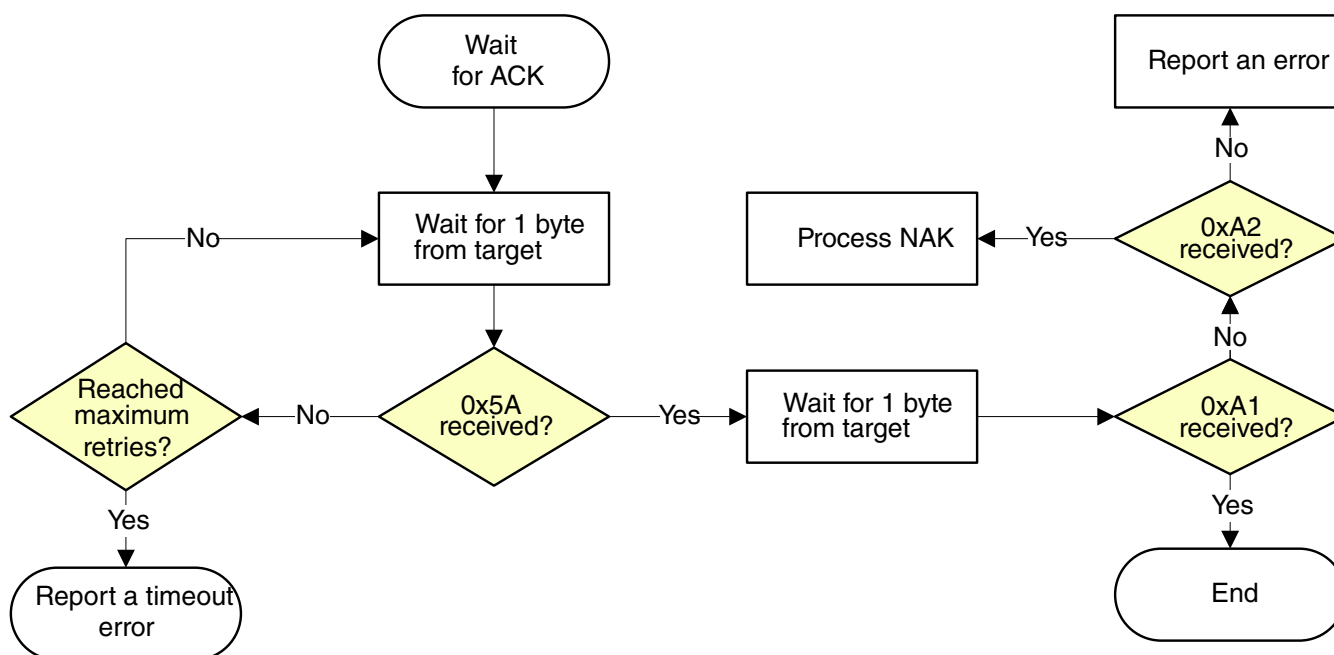 Wait
for ACK
Report an error
No
No
Wait for 1 byte
from target
Process NAK
Yes
0xA2
received?
No
Reached
maximum
retries?
No
0x5A
received?
Yes
Wait for 1 byte
from target
0xA1
received?
Yes
Yes
Report a timeout
error
End